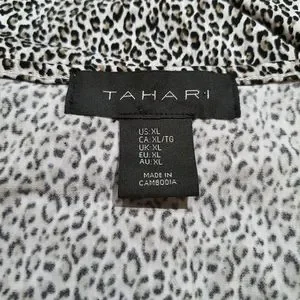 TAHARI
US: XL
CA: XL/TG
UK: XL
EU: XL
AU: XL
MADE IN
CAMBODIA